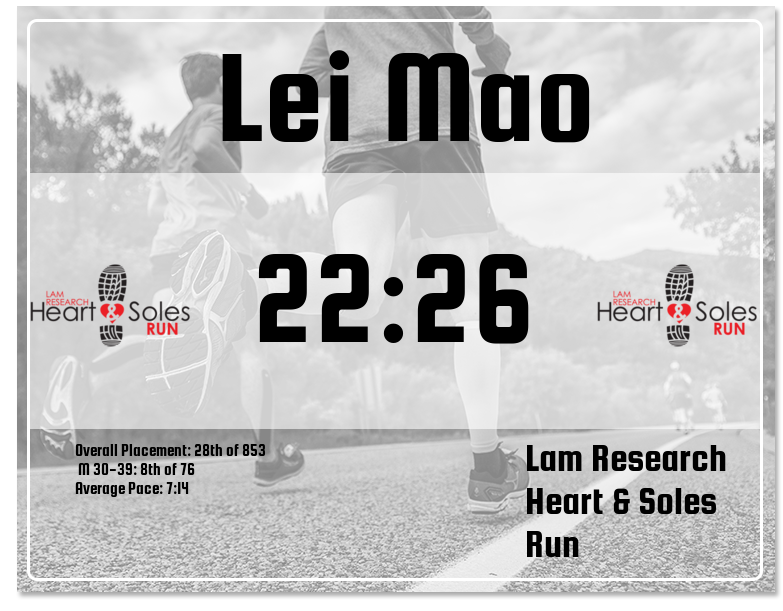 Lei Mao
22:26
LAM
RESEARCH
Heart & Soles
RUN
LAM
RESEARCH
Heart & Soles
RUN
Overall Placement: 28th of 853
M 30-39: 8th of 76
Average Pace: 7:14
Lam Research
Heart & Soles
Run